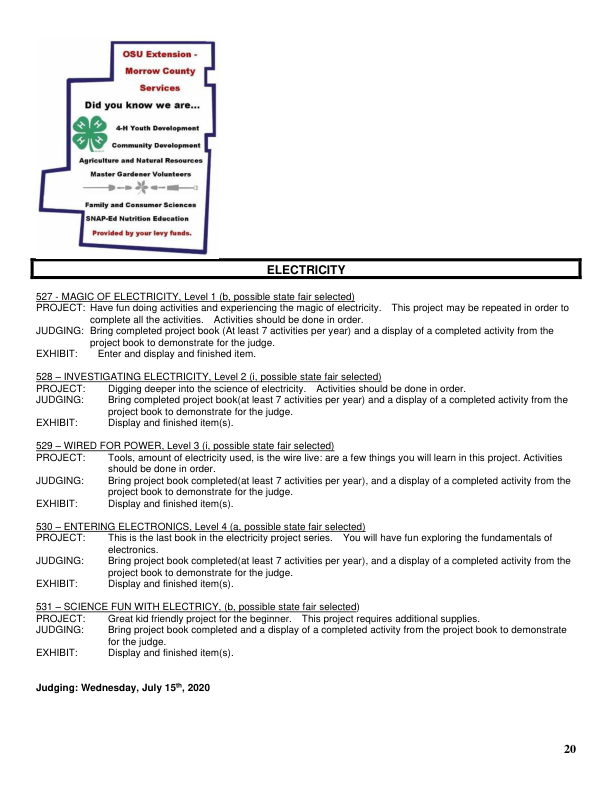 OSU Extension -
Morrow County
Services
Did you know we are...
4-H Youth Development
Community Development
Agriculture and Natural Resources
Master Gardener Volunteers
Family and Consumer Sciences
SNAP-Ed Nutrition Education
Provided by your levy funds.
ELECTRICITY
527 - MAGIC OF ELECTRICITY, Level 1 (b, possible state fair selected)
PROJECT: Have fun doing activities and experiencing the magic of electricity. This project may be repeated in order to
complete all the activities. Activities should be done in order.
JUDGING: Bring completed project book (At least 7 activities per year) and a display of a completed activity from the
project book to demonstrate for the judge.
EXHIBIT: Enter and display and finished item.
528 – INVESTIGATING ELECTRICITY, Level 2 (i, possible state fair selected)
PROJECT: Digging deeper into the science of electricity. Activities should be done in order.
JUDGING: Bring completed project book(at least 7 activities per year) and a display of a completed activity from the
project book to demonstrate for the judge.
EXHIBIT: Display and finished item(s).
529 – WIRED FOR POWER, Level 3 (i, possible state fair selected)
PROJECT: Tools, amount of electricity used, is the wire live: are a few things you will learn in this project. Activities
should be done in order.
JUDGING: Bring project book completed(at least 7 activities per year), and a display of a completed activity from the
project book to demonstrate for the judge.
EXHIBIT: Display and finished item(s).
530 – ENTERING ELECTRONICS, Level 4 (a, possible state fair selected)
PROJECT: This is the last book in the electricity project series. You will have fun exploring the fundamentals of
electronics.
JUDGING: Bring project book completed(at least 7 activities per year), and a display of a completed activity from the
project book to demonstrate for the judge.
EXHIBIT: Display and finished item(s).
531 – SCIENCE FUN WITH ELECTRICY, (b, possible state fair selected)
PROJECT: Great kid friendly project for the beginner. This project requires additional supplies.
JUDGING: Bring project book completed and a display of a completed activity from the project book to demonstrate
for the judge.
EXHIBIT: Display and finished item(s).
Judging: Wednesday, July 15th, 2020
20